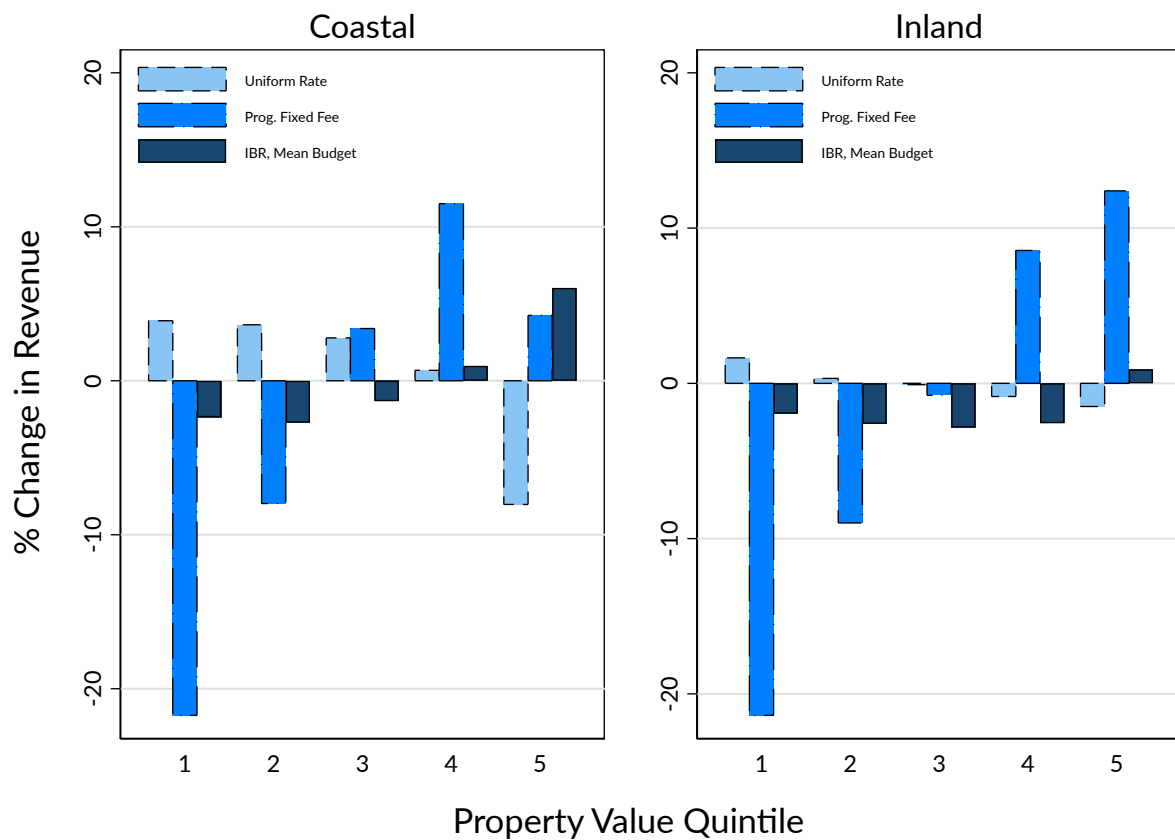 Coastal
Inland
% Change in Revenue
20
10
0
-10
-20
Uniform Rate
Prog. Fixed Fee
IBR, Mean Budget
1 2 3 4 5
20
10
0
-10
-20
Uniform Rate
Prog. Fixed Fee
IBR, Mean Budget
1 2 3 4 5
Property Value Quintile